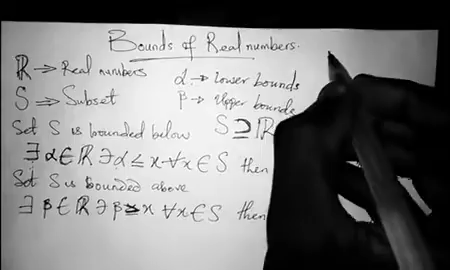 Bounds of Real numbers.
ℝ → Real numbers
α → Lower bounds
S ⇒ Subset
β → Upper bounds
Set S is bounded below S ⊇ ℝ
∃ α ∈ ℝ ∋ α ≤ x ∀ x ∈ S then
Set S is bounded above
∃ β ∈ ℝ ∋ β ≥ x ∀ x ∈ S then